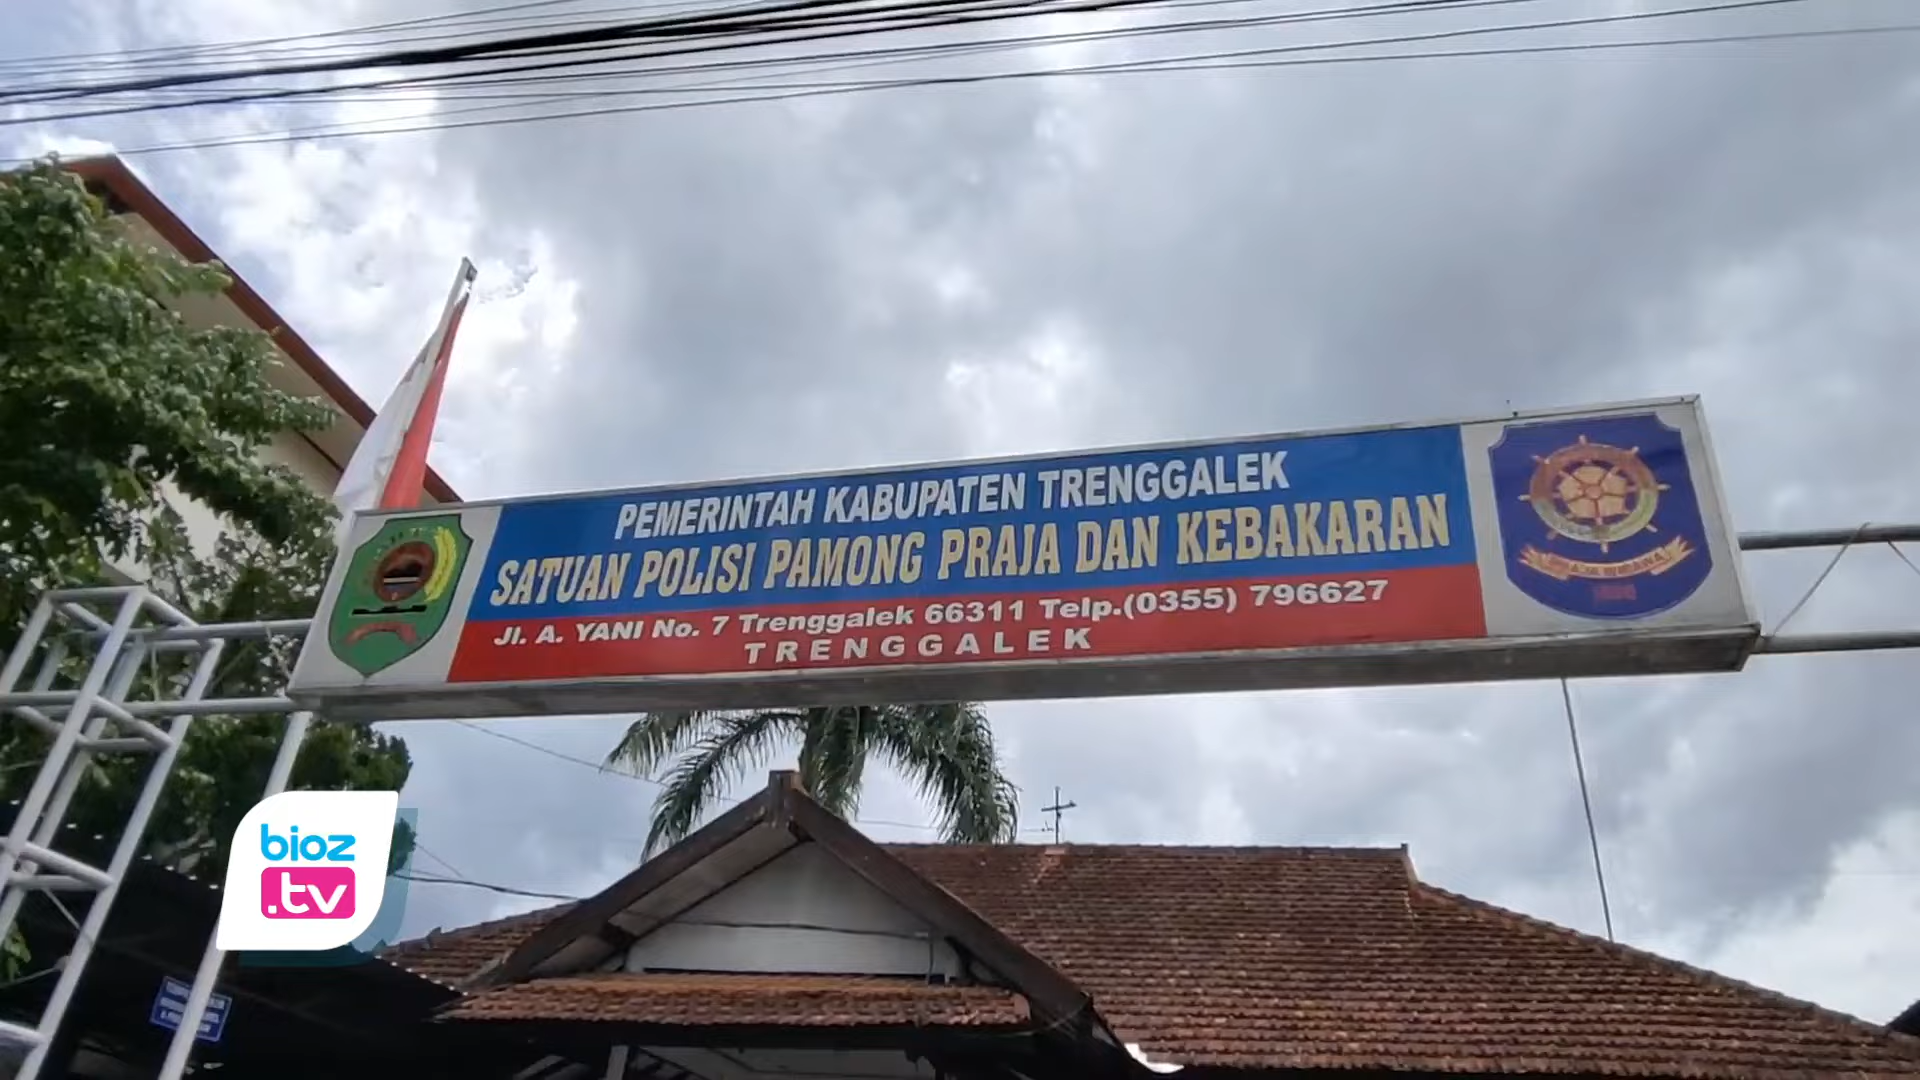 PEMERINTAH KABUPATEN TRENGGALEK
SATUAN POLISI PAMONG PRAJA DAN KEBAKARAN
Jl. A. YANI No. 7 Trenggalek 66311 Telp.(0355) 796627
TRENGGALEK
bioz
.tv